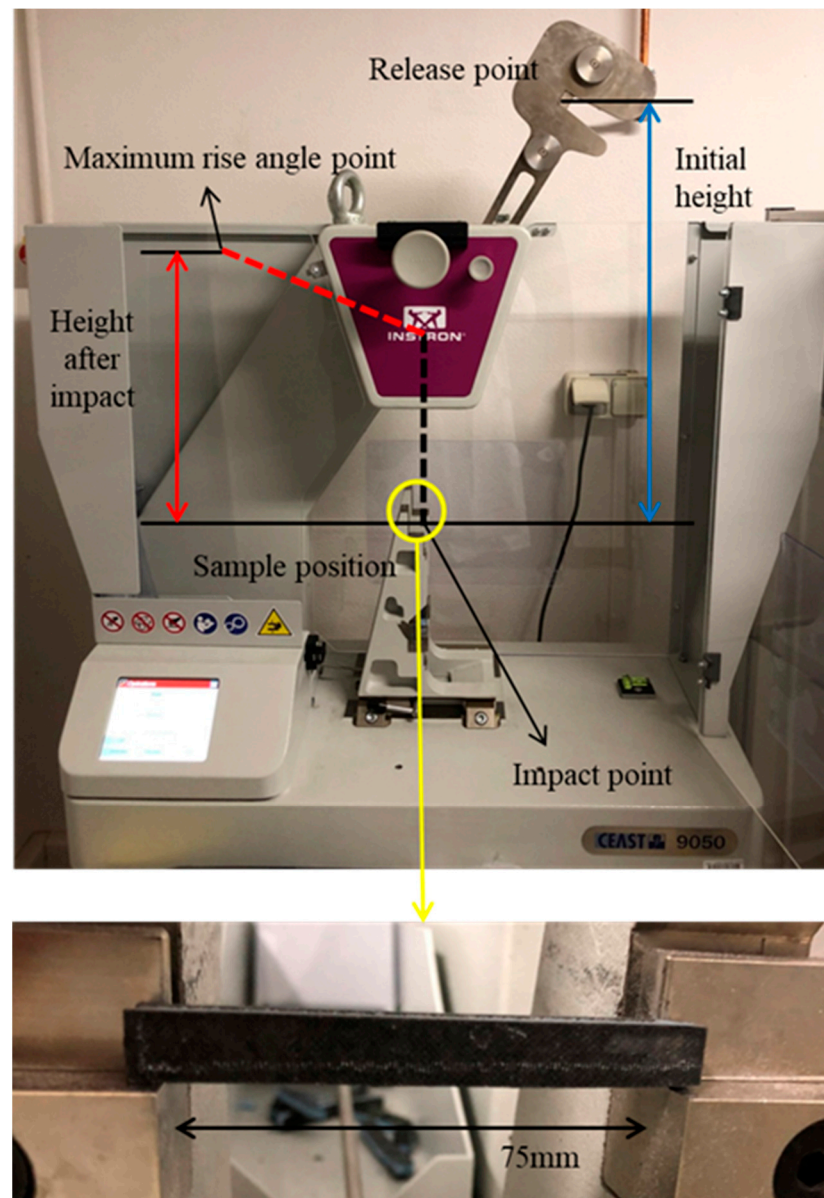 Release point
Maximum rise angle point
Initial
height
INSTRON
Height
after
impact
Sample position
Impact point
CEAST 9050
75mm